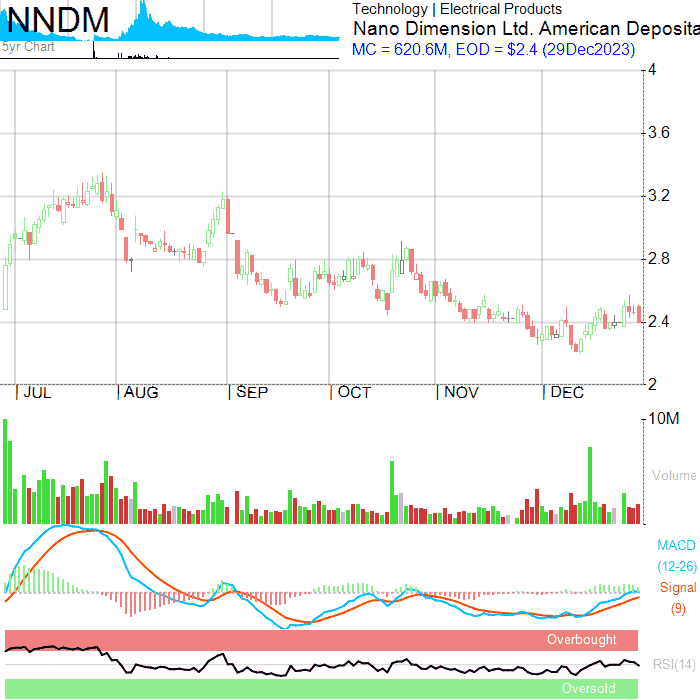 NNDM
5yr Chart
Technology | Electrical Products
Nano Dimension Ltd. American Deposita
MC = 620.6M, EOD = $2.4 (29Dec2023)
4
3.6
3.2
2.8
2.4
2
JUL AUG SEP OCT NOV DEC
10M
Volume
MACD
(12-26)
Signal
(9)
Overbought
RSI(14)
Oversold